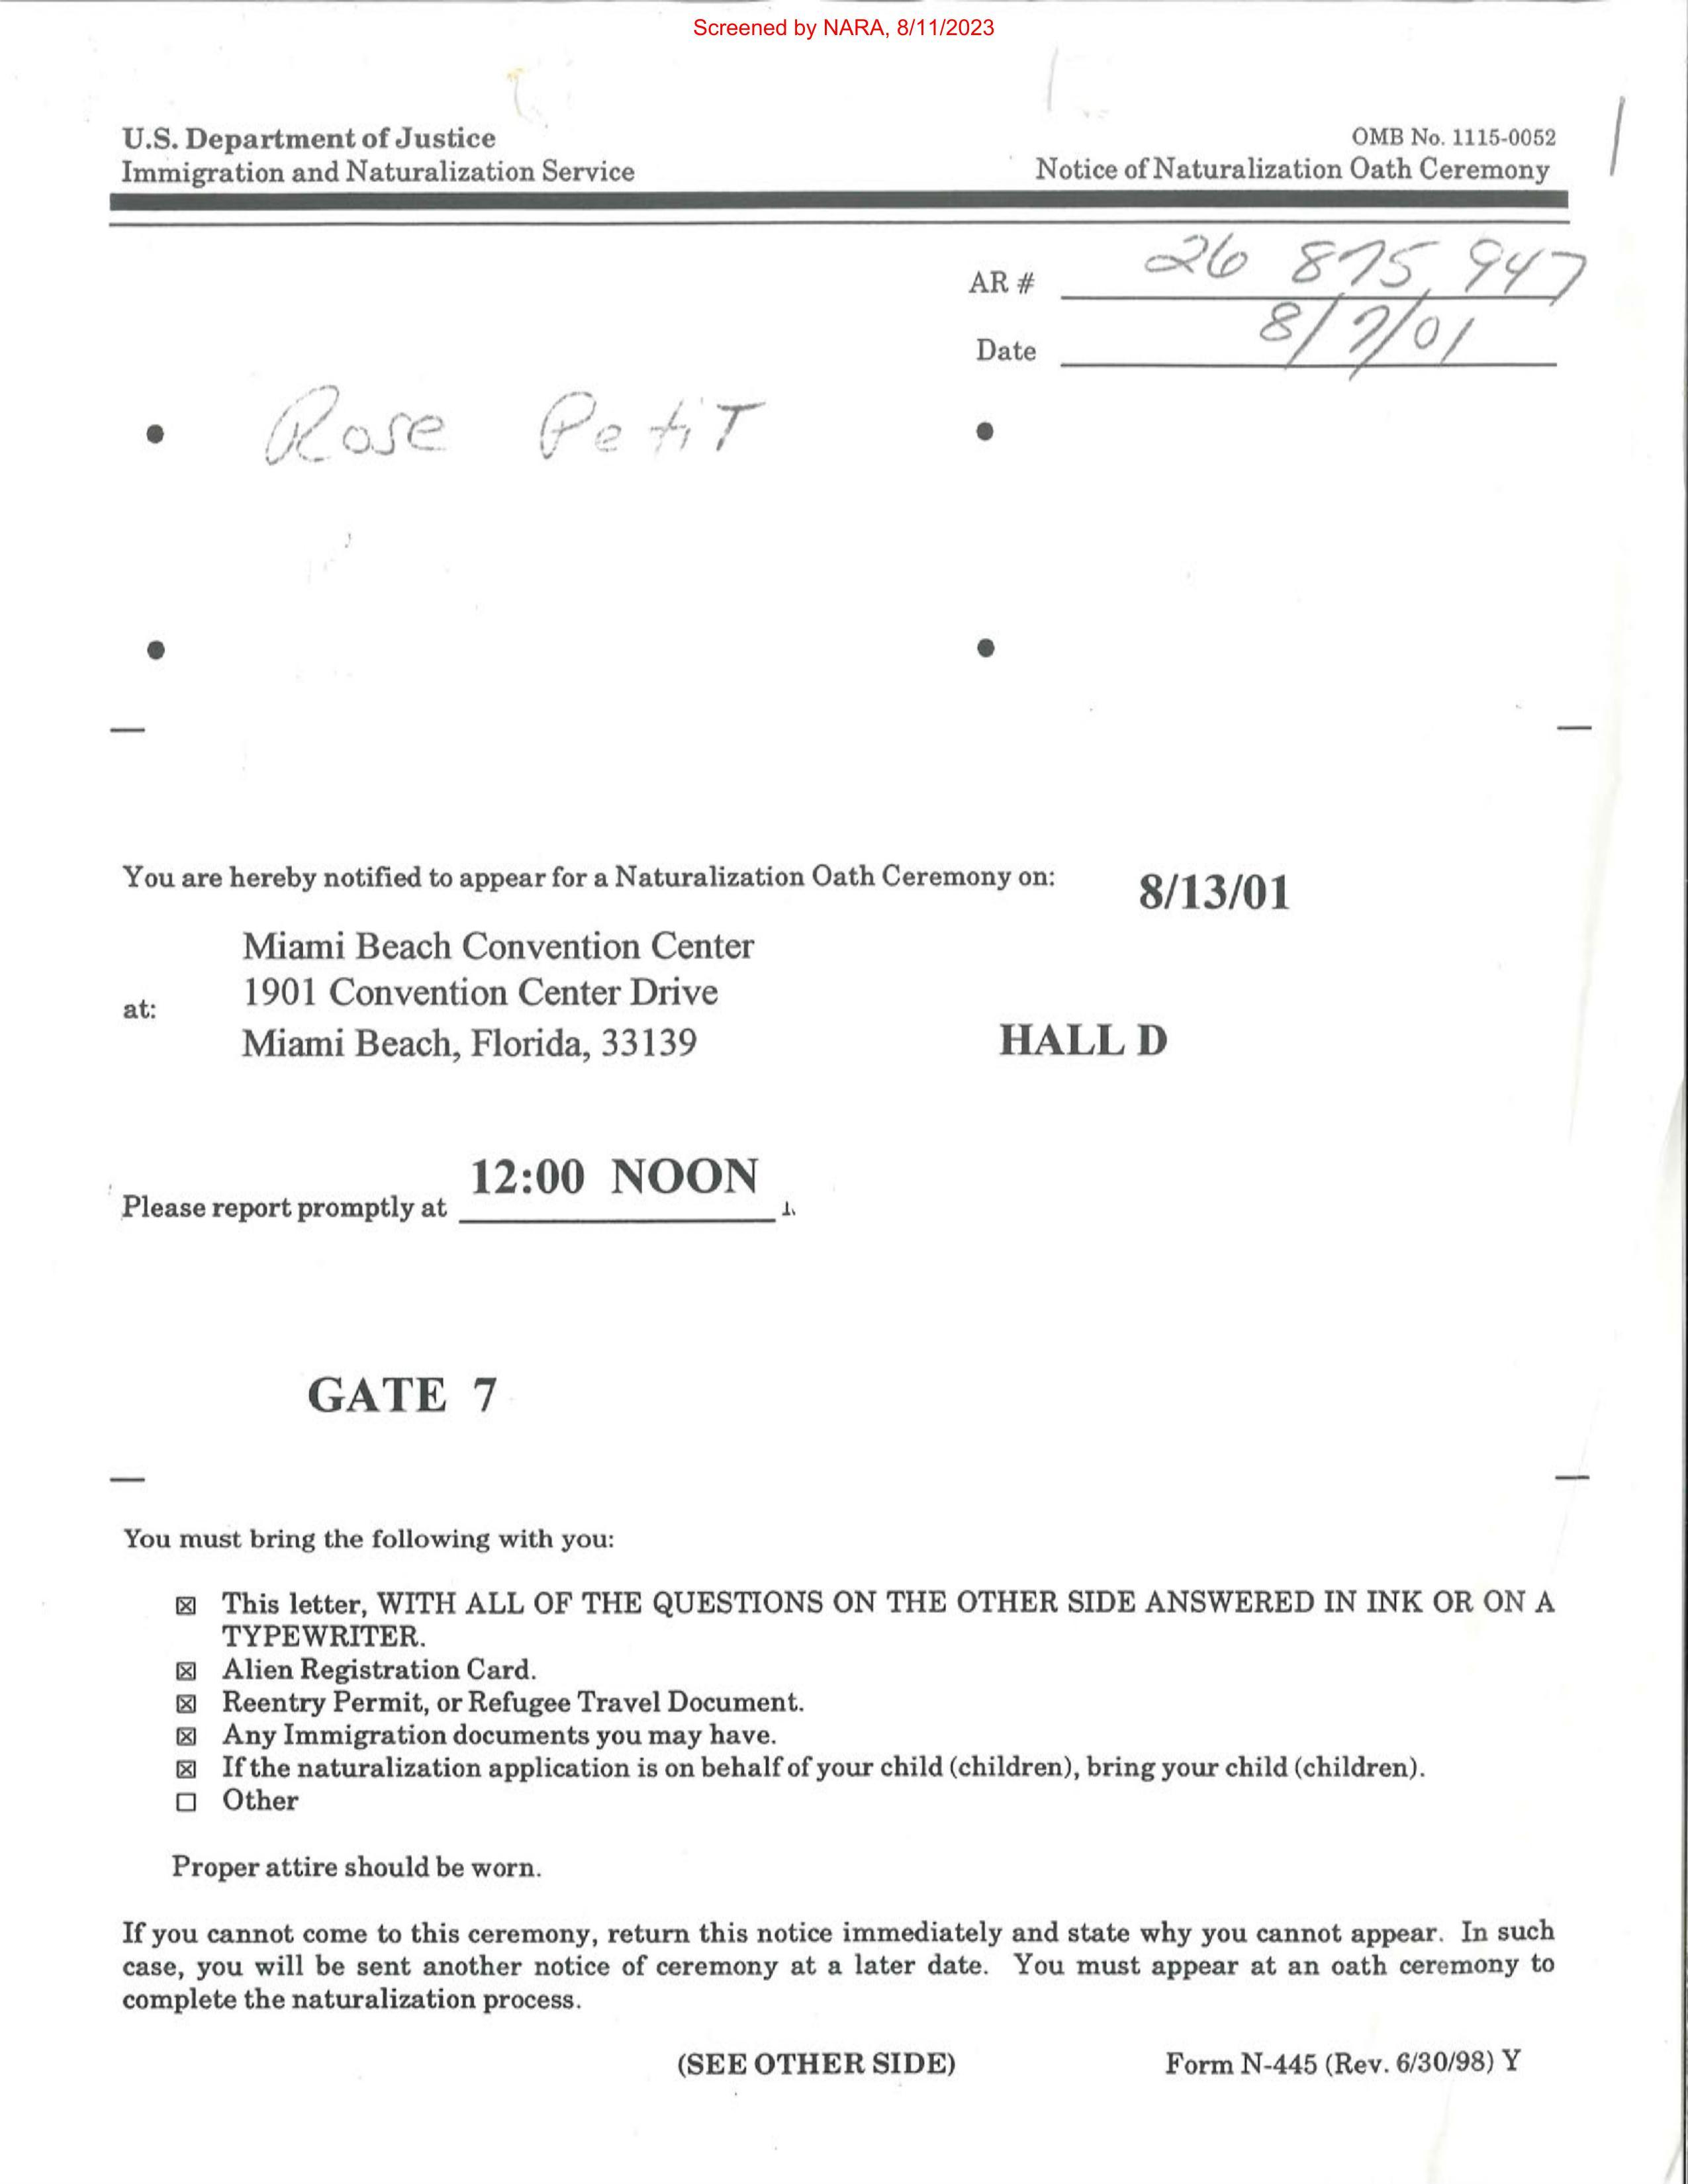 Screened by NARA, 8/11/2023
U.S. Department of Justice
Immigration and Naturalization Service
OMB No. 1115-0052
Notice of Naturalization Oath Ceremony
AR # 26 875 947
Date 8/7/01
Rose Petit
You are hereby notified to appear for a Naturalization Oath Ceremony on: 8/13/01
Miami Beach Convention Center
at: 1901 Convention Center Drive
Miami Beach, Florida, 33139
HALL D
Please report promptly at 12:00 NOON
GATE 7
You must bring the following with you:
☒ This letter, WITH ALL OF THE QUESTIONS ON THE OTHER SIDE ANSWERED IN INK OR ON A
TYPEWRITER.
☒ Alien Registration Card.
☒ Reentry Permit, or Refugee Travel Document.
☒ Any Immigration documents you may have.
☒ If the naturalization application is on behalf of your child (children), bring your child (children).
☐ Other
Proper attire should be worn.
If you cannot come to this ceremony, return this notice immediately and state why you cannot appear. In such
case, you will be sent another notice of ceremony at a later date. You must appear at an oath ceremony to
complete the naturalization process.
(SEE OTHER SIDE)
Form N-445 (Rev. 6/30/98) Y